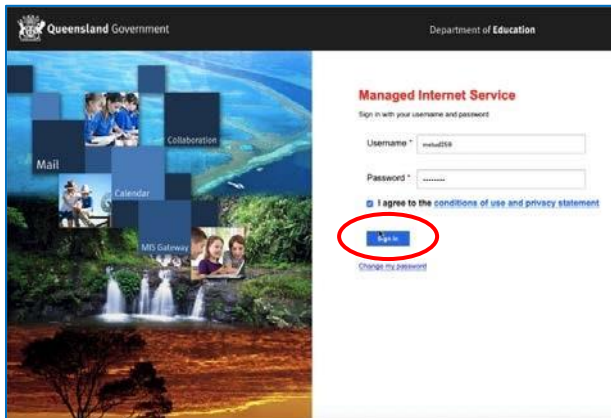 Queensland Government
Department of Education
Managed Internet Service
Sign in with your username and password
Username *
Password * ·········
I agree to the conditions of use and privacy statement
Sign in
Change my password
Collaboration
Mail
Calendar
MIS Gateway